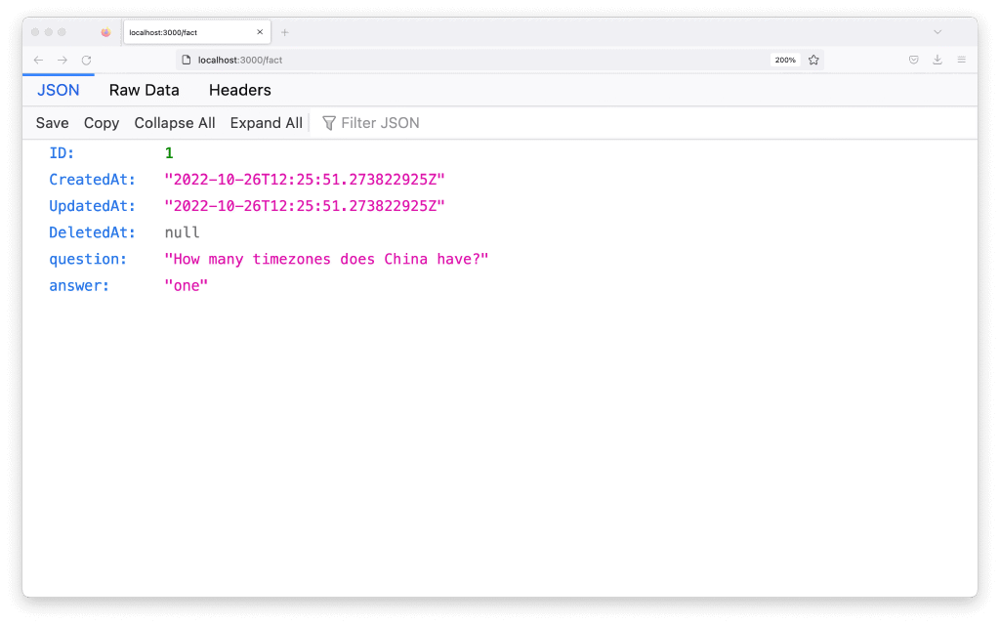 localhost:3000/fact
localhost:3000/fact 200%
JSON Raw Data Headers
Save Copy Collapse All Expand All Filter JSON
ID: 1
CreatedAt: "2022-10-26T12:25:51.273822925Z"
UpdatedAt: "2022-10-26T12:25:51.273822925Z"
DeletedAt: null
question: "How many timezones does China have?"
answer: "one"